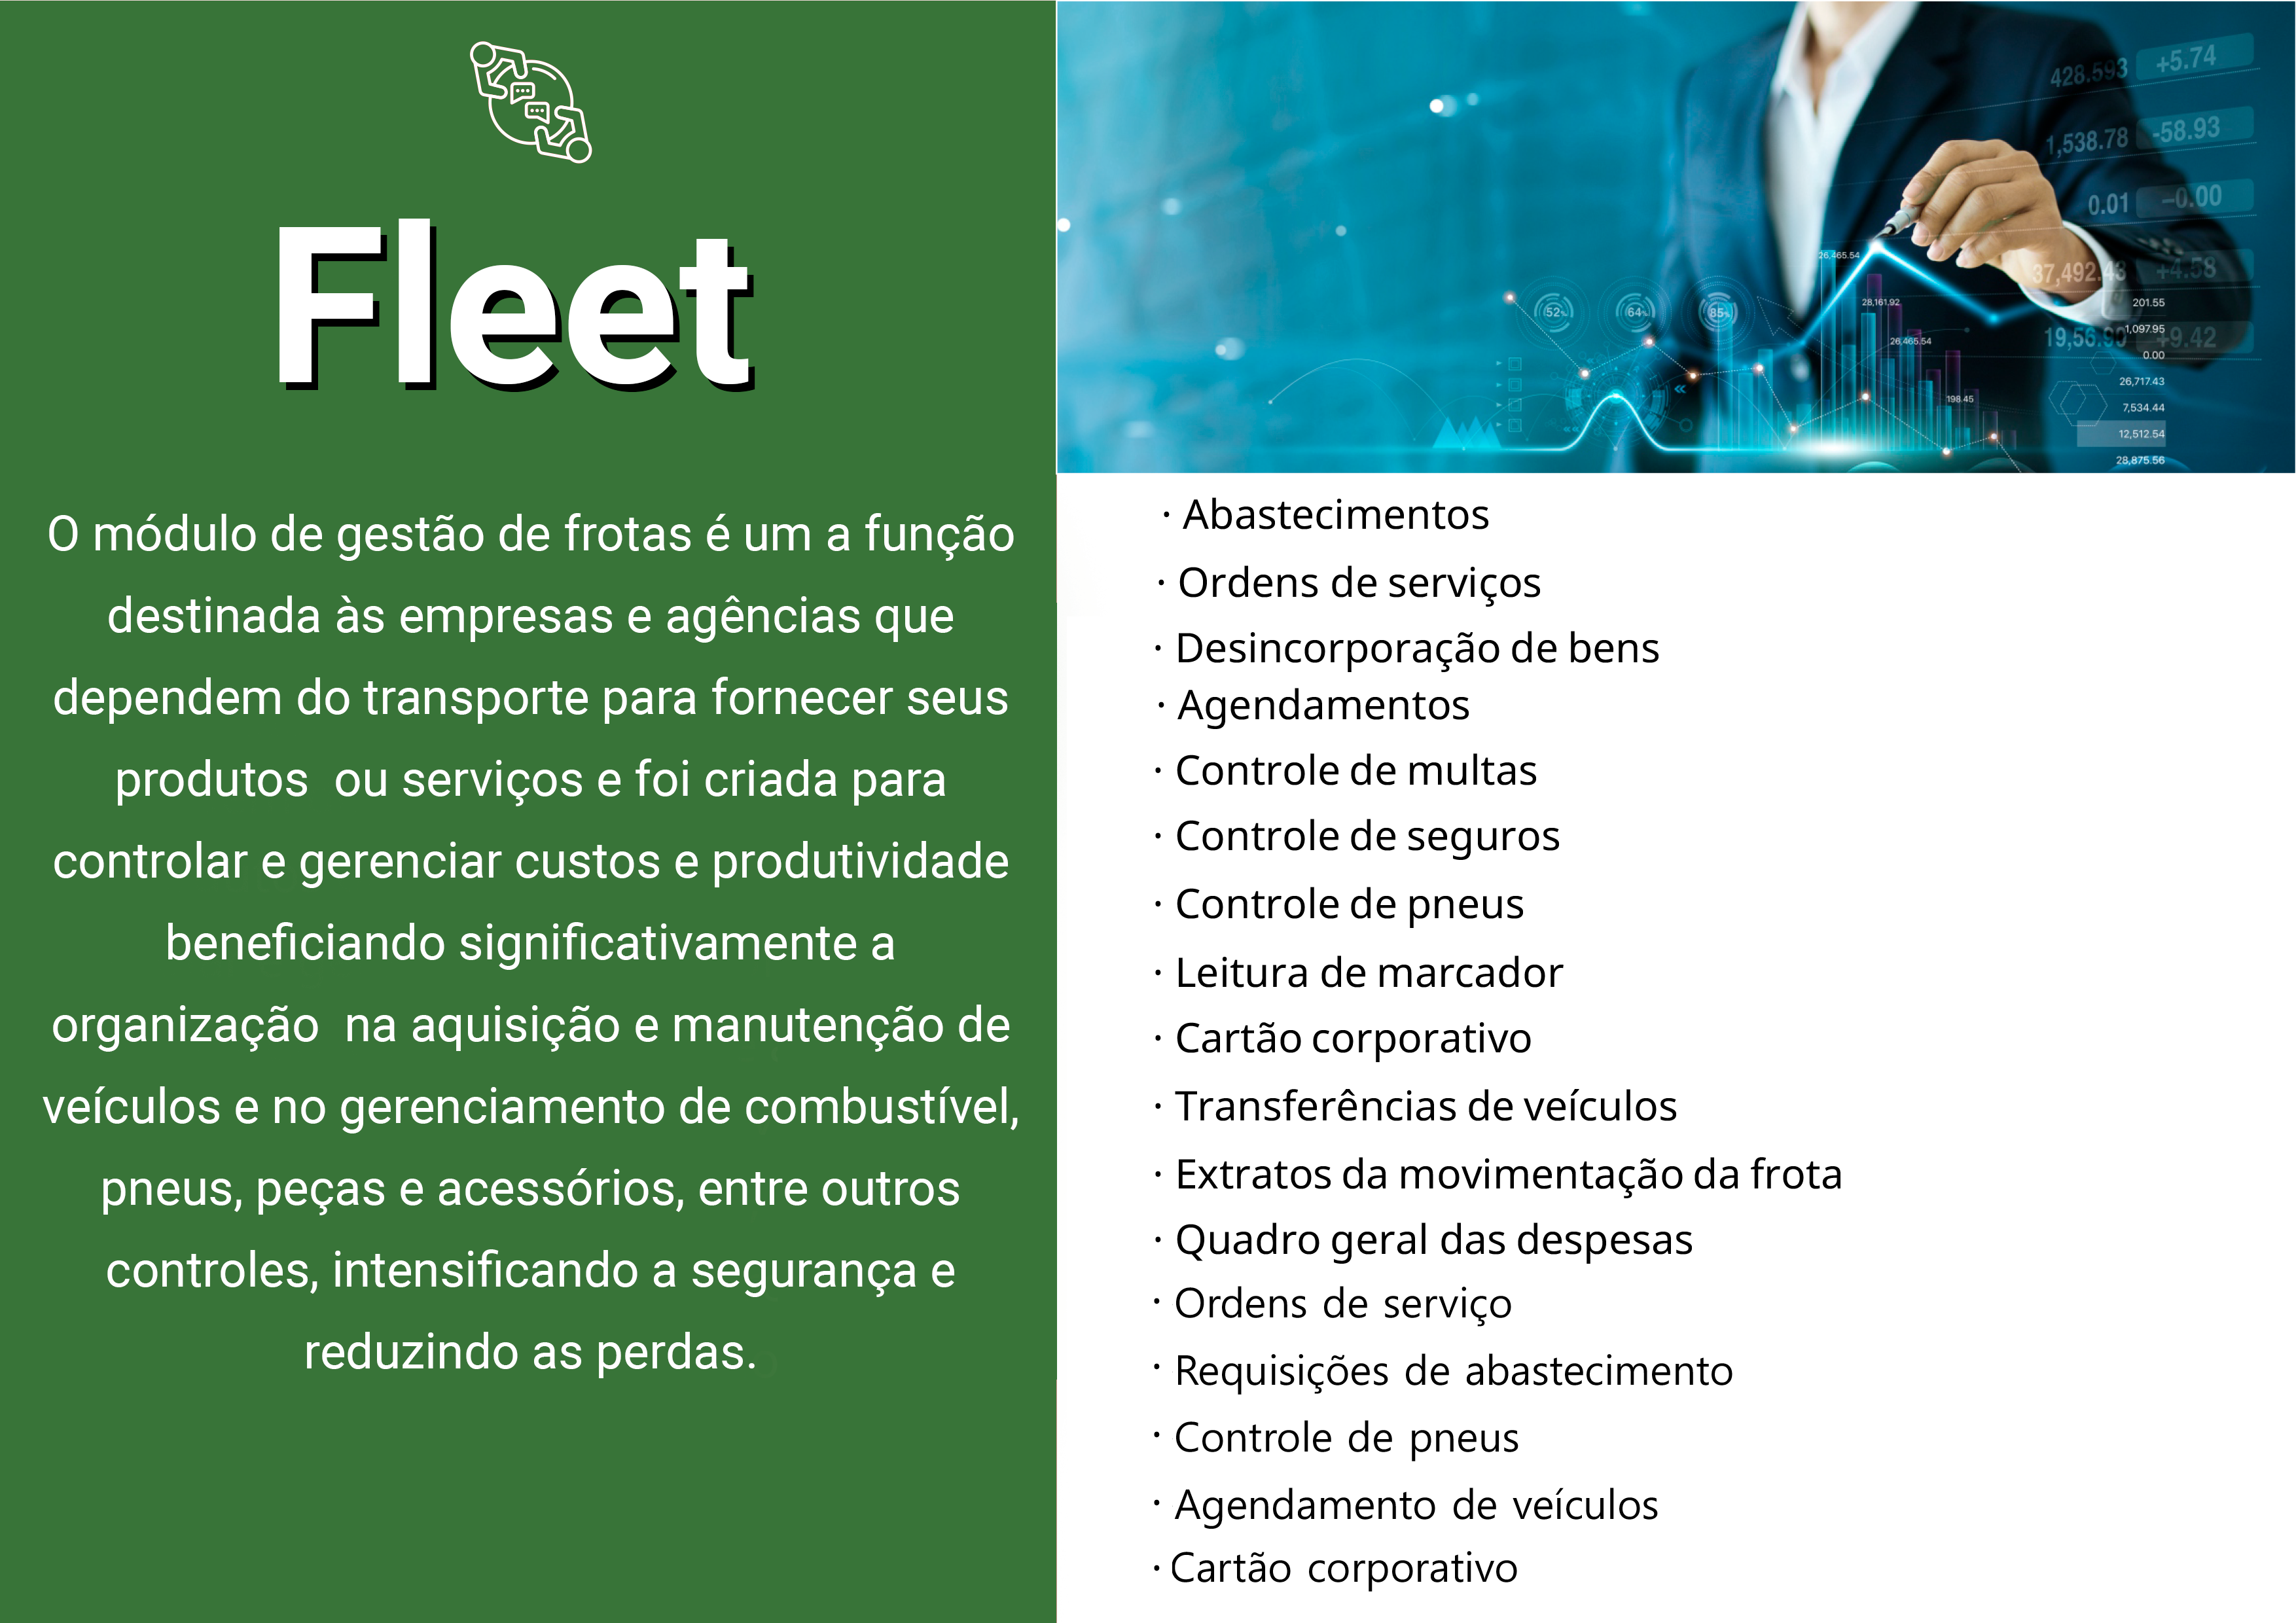 Fleet
O módulo de gestão de frotas é um a função
destinada às empresas e agências que
dependem do transporte para fornecer seus
produtos  ou serviços e foi criada para
controlar e gerenciar custos e produtividade
beneficiando significativamente a
organização  na aquisição e manutenção de
veículos e no gerenciamento de combustível,
pneus, peças e acessórios, entre outros
controles, intensificando a segurança e
reduzindo as perdas.
428.593 +5.74
1,538.78 -58.93
0.01 −0.00
37,492.43 +4.58
19,56.90 +9.42
26,465.54
28,161.92
26,465.54
198.45
52%
64%
85%
201.55
1,097.95
0.00
26,717.43
7,534.44
12,512.54
28,875.56
· Abastecimentos
· Ordens de serviços
· Desincorporação de bens
· Agendamentos
· Controle de multas
· Controle de seguros
· Controle de pneus
· Leitura de marcador
· Cartão corporativo
· Transferências de veículos
· Extratos da movimentação da frota
· Quadro geral das despesas
· Ordens de serviço
· Requisições de abastecimento
· Controle de pneus
· Agendamento de veículos
· Cartão corporativo